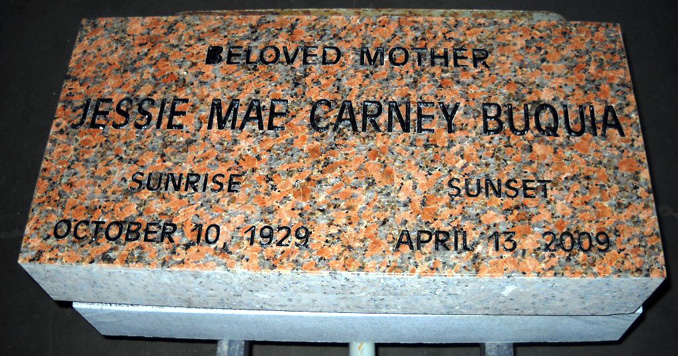 BELOVED MOTHER
JESSIE MAE CARNEY BUQUIA
SUNRISE SUNSET
OCTOBER 10, 1929 APRIL 13, 2009